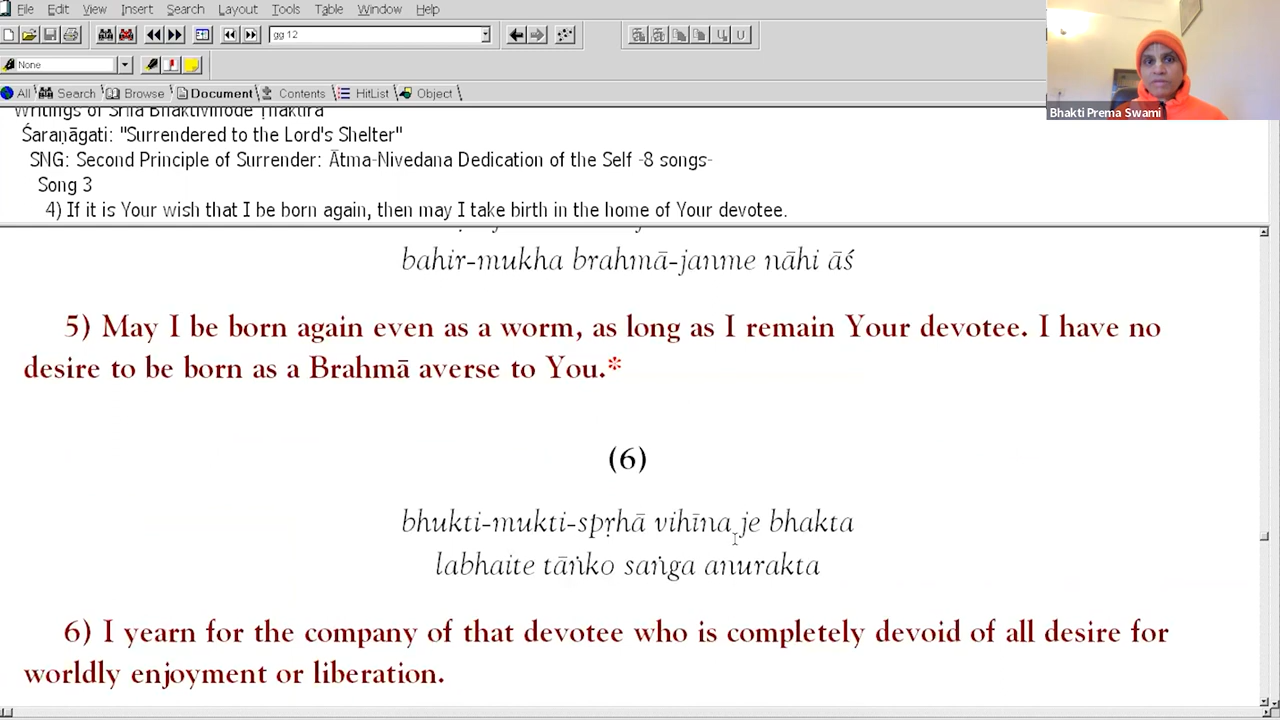 File Edit View Insert Search Layout Tools Table Window Help
gg 12
None
All Search Browse Document Contents HitList Object
Bhakti Prema Swami
Writings of Srila Bhaktivinode Ṭhākura
Śaraṇāgati: "Surrendered to the Lord's Shelter"
SNG: Second Principle of Surrender: Ātma-Nivedana Dedication of the Self -8 songs-
Song 3
4) If it is Your wish that I be born again, then may I take birth in the home of Your devotee.
bahir-mukha brahmā-janme nāhi āś
5) May I be born again even as a worm, as long as I remain Your devotee. I have no
desire to be born as a Brahmā averse to You.*
(6)
bhukti-mukti-spṛhā vihīna je bhakta
labhaite tāṅko saṅga anurakta
6) I yearn for the company of that devotee who is completely devoid of all desire for
worldly enjoyment or liberation.